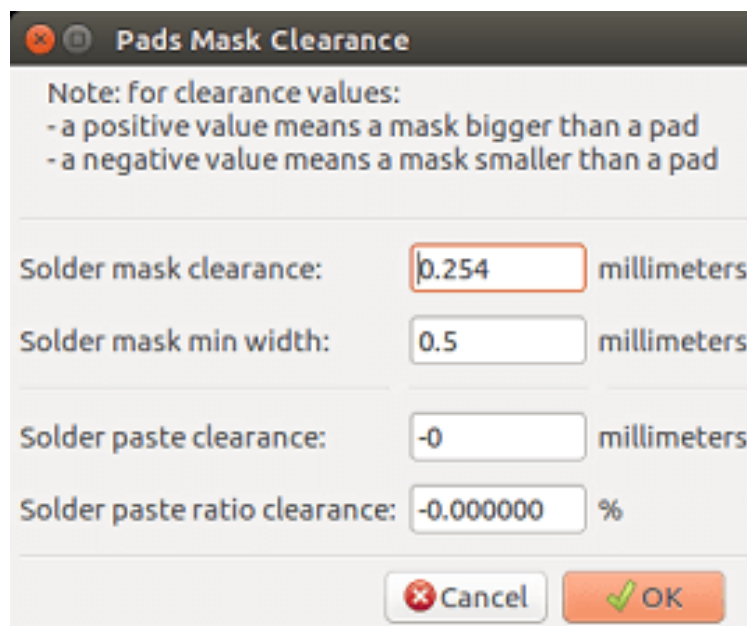 Pads Mask Clearance
Note: for clearance values:
- a positive value means a mask bigger than a pad
- a negative value means a mask smaller than a pad
Solder mask clearance: 0.254 millimeters
Solder mask min width: 0.5 millimeters
Solder paste clearance: -0 millimeters
Solder paste ratio clearance: -0.000000 %
Cancel OK